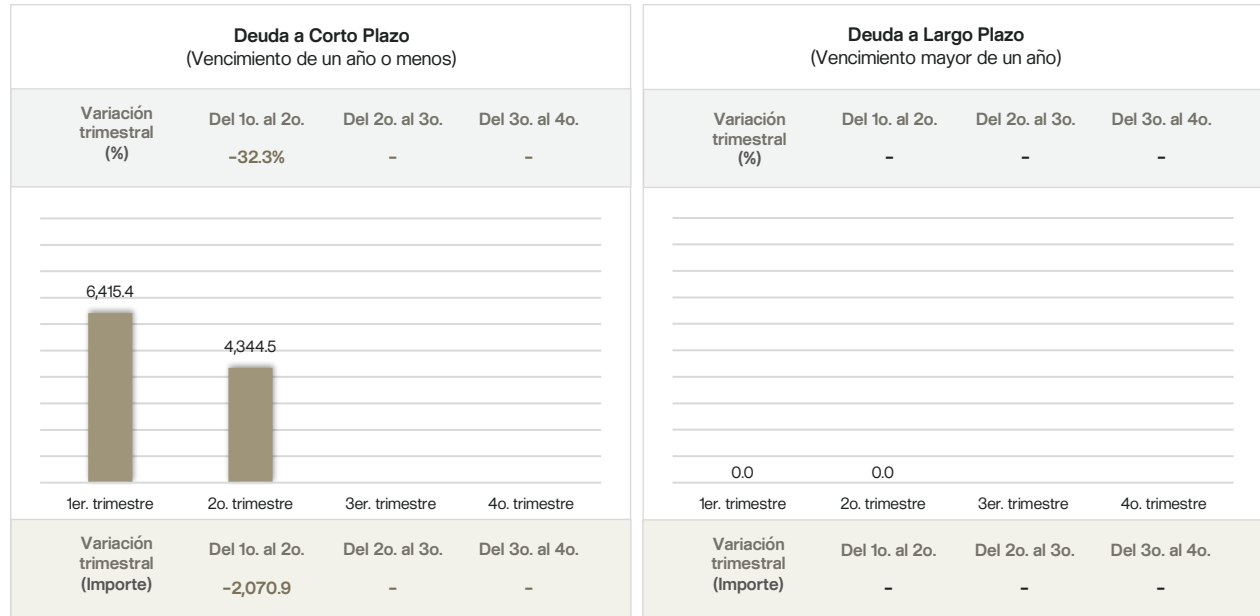 Deuda a Corto Plazo
(Vencimiento de un año o menos)
Variación
trimestral
(%)
Del 1o. al 2o.
Del 2o. al 3o.
Del 3o. al 4o.
-32.3%
-
-
6,415.4
4,344.5
1er. trimestre
2o. trimestre
3er. trimestre
4o. trimestre
Variación
trimestral
(Importe)
Del 1o. al 2o.
Del 2o. al 3o.
Del 3o. al 4o.
-2,070.9
-
-
Deuda a Largo Plazo
(Vencimiento mayor de un año)
Variación
trimestral
(%)
Del 1o. al 2o.
Del 2o. al 3o.
Del 3o. al 4o.
-
-
-
0.0
0.0
1er. trimestre
2o. trimestre
3er. trimestre
4o. trimestre
Variación
trimestral
(Importe)
Del 1o. al 2o.
Del 2o. al 3o.
Del 3o. al 4o.
-
-
-